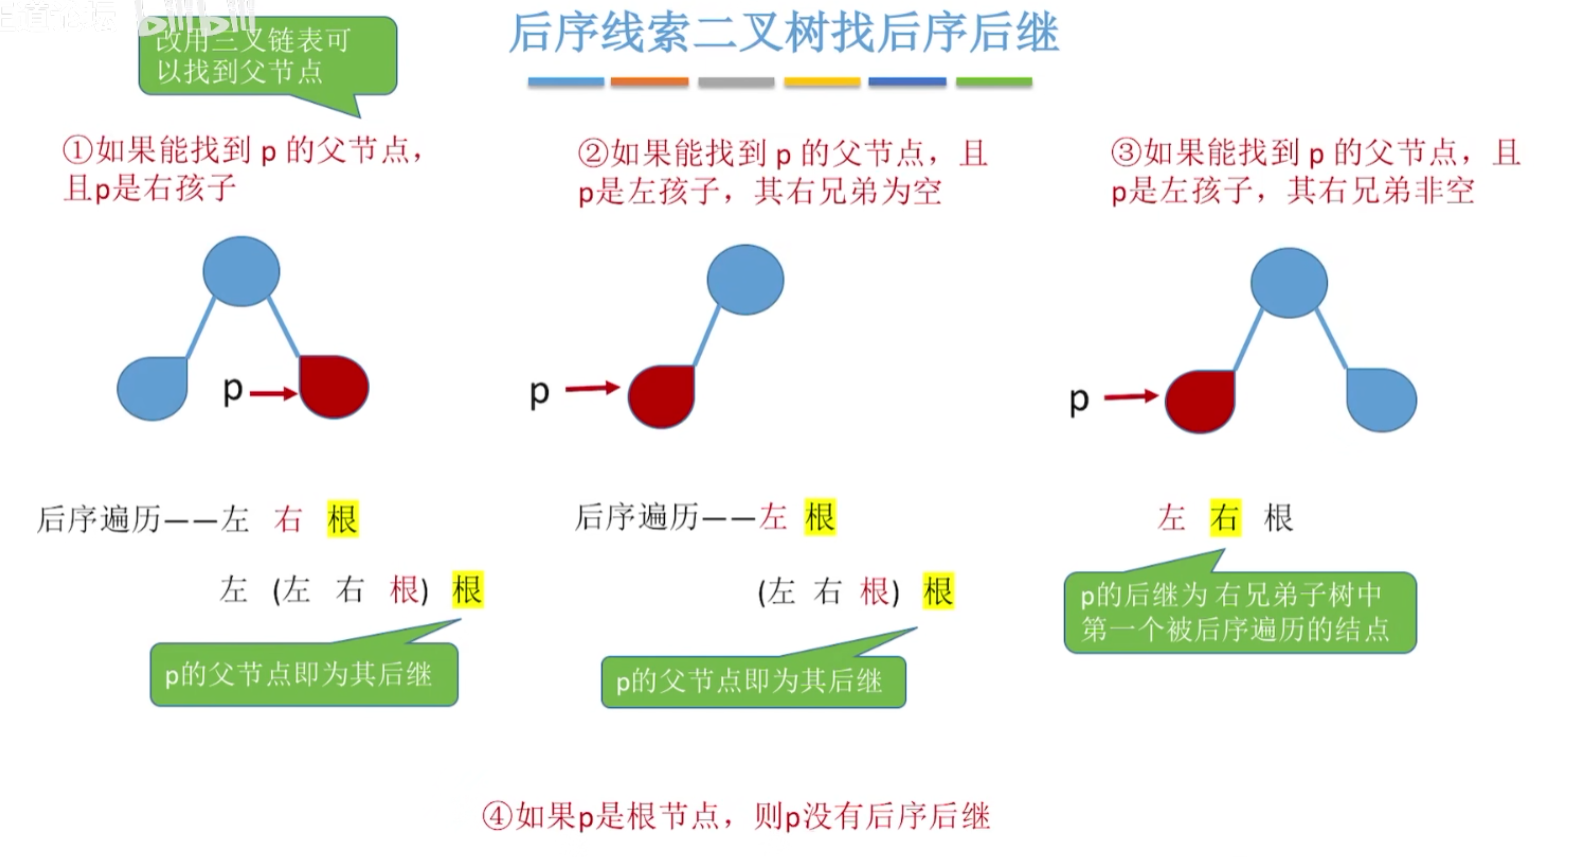 bilibili
改用三叉链表可
以找到父节点
后序线索二叉树找后序后继
①如果能找到 p 的父节点，
且p是右孩子
②如果能找到 p 的父节点，且
p是左孩子，其右兄弟为空
③如果能找到 p 的父节点，且
p是左孩子，其右兄弟非空
p
p
p
后序遍历——左 右 根
左 (左 右 根) 根
p的父节点即为其后继
后序遍历——左 根
(左 右 根) 根
p的父节点即为其后继
左 右 根
p的后继为 右兄弟子树中
第一个被后序遍历的结点
④如果p是根节点，则p没有后序后继